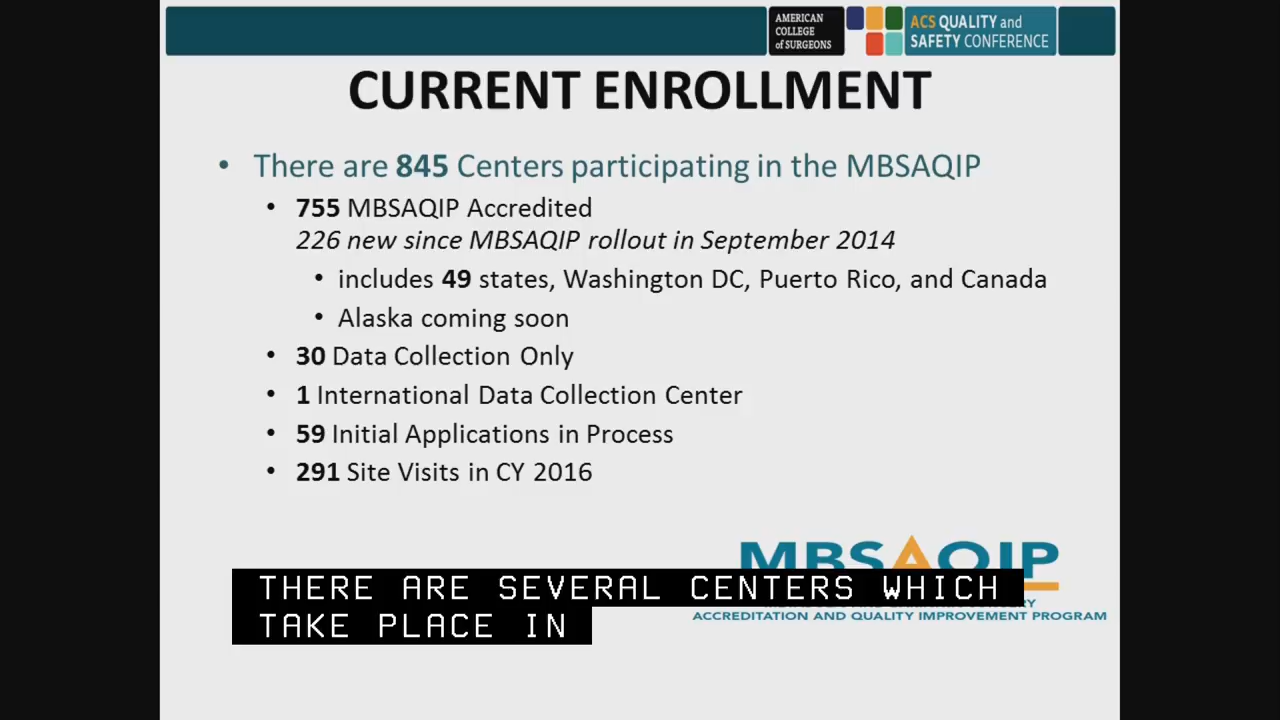 AMERICAN
COLLEGE
of SURGEONS
ACS QUALITY and
SAFETY CONFERENCE
CURRENT ENROLLMENT
• There are 845 Centers participating in the MBSAQIP
• 755 MBSAQIP Accredited
226 new since MBSAQIP rollout in September 2014
• includes 49 states, Washington DC, Puerto Rico, and Canada
• Alaska coming soon
• 30 Data Collection Only
• 1 International Data Collection Center
• 59 Initial Applications in Process
• 291 Site Visits in CY 2016
MBSAQIP
ACCREDITATION AND QUALITY IMPROVEMENT PROGRAM
THERE ARE SEVERAL CENTERS WHICH
TAKE PLACE IN